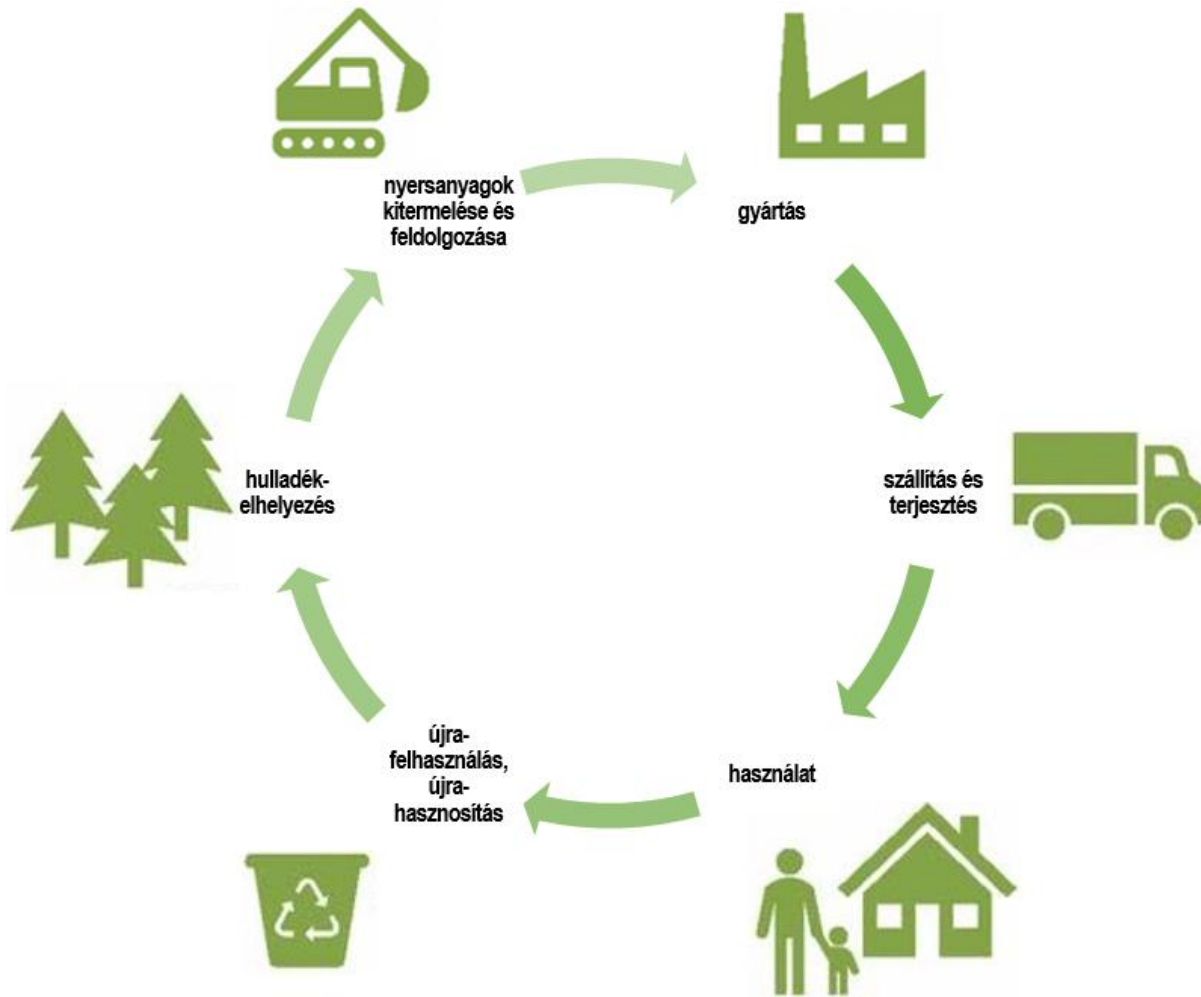 nyersanyagok
kitermelése és
feldolgozása
gyártás
szállítás és
terjesztés
használat
újra-
felhasználás,
újra-
hasznosítás
hulladék-
elhelyezés